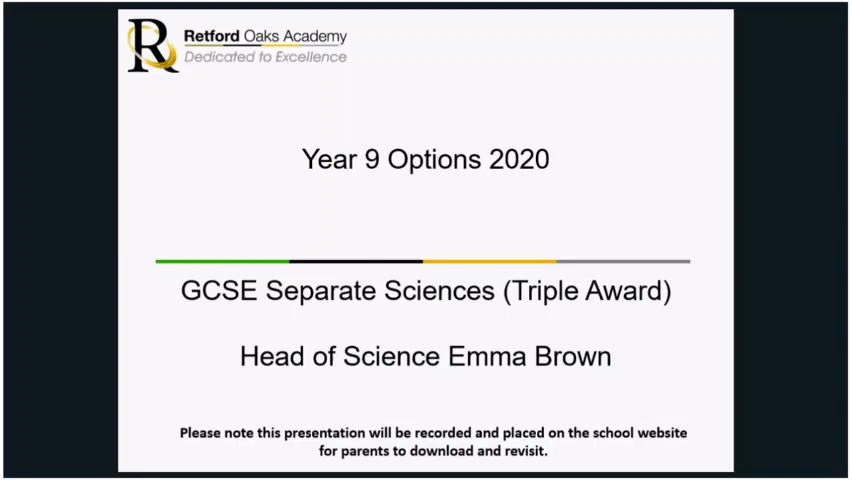 R
Retford Oaks Academy
Dedicated to Excellence
Year 9 Options 2020
GCSE Separate Sciences (Triple Award)
Head of Science Emma Brown
Please note this presentation will be recorded and placed on the school website
for parents to download and revisit.